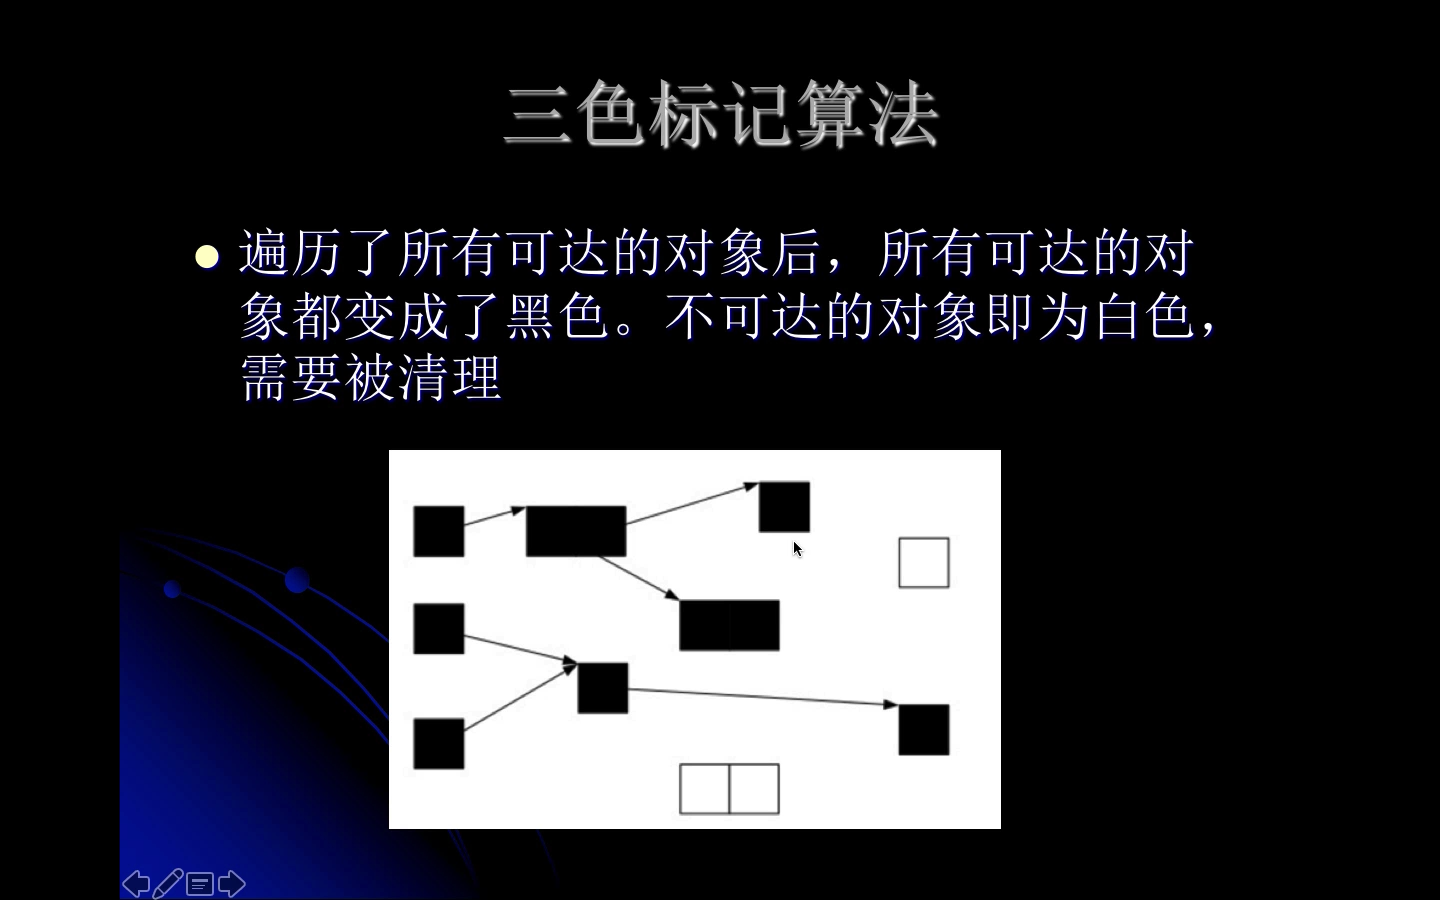 三色标记算法
遍历了所有可达的对象后，所有可达的对
象都变成了黑色。不可达的对象即为白色，
需要被清理